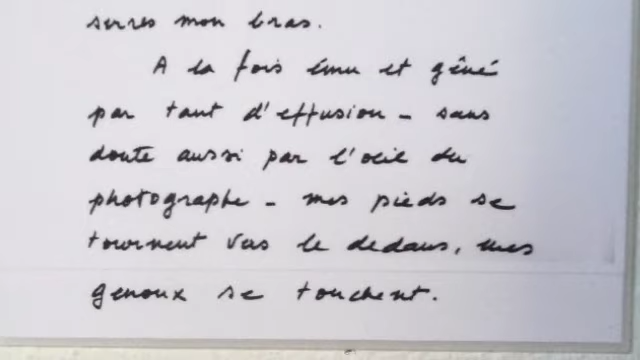 serres mon bras.
A la fois ému et gêné
par tant d'effusion - sans
doute aussi par l'oeil du
photographe - mes pieds se
tournent vers le dedans, mes
genoux se touchent.